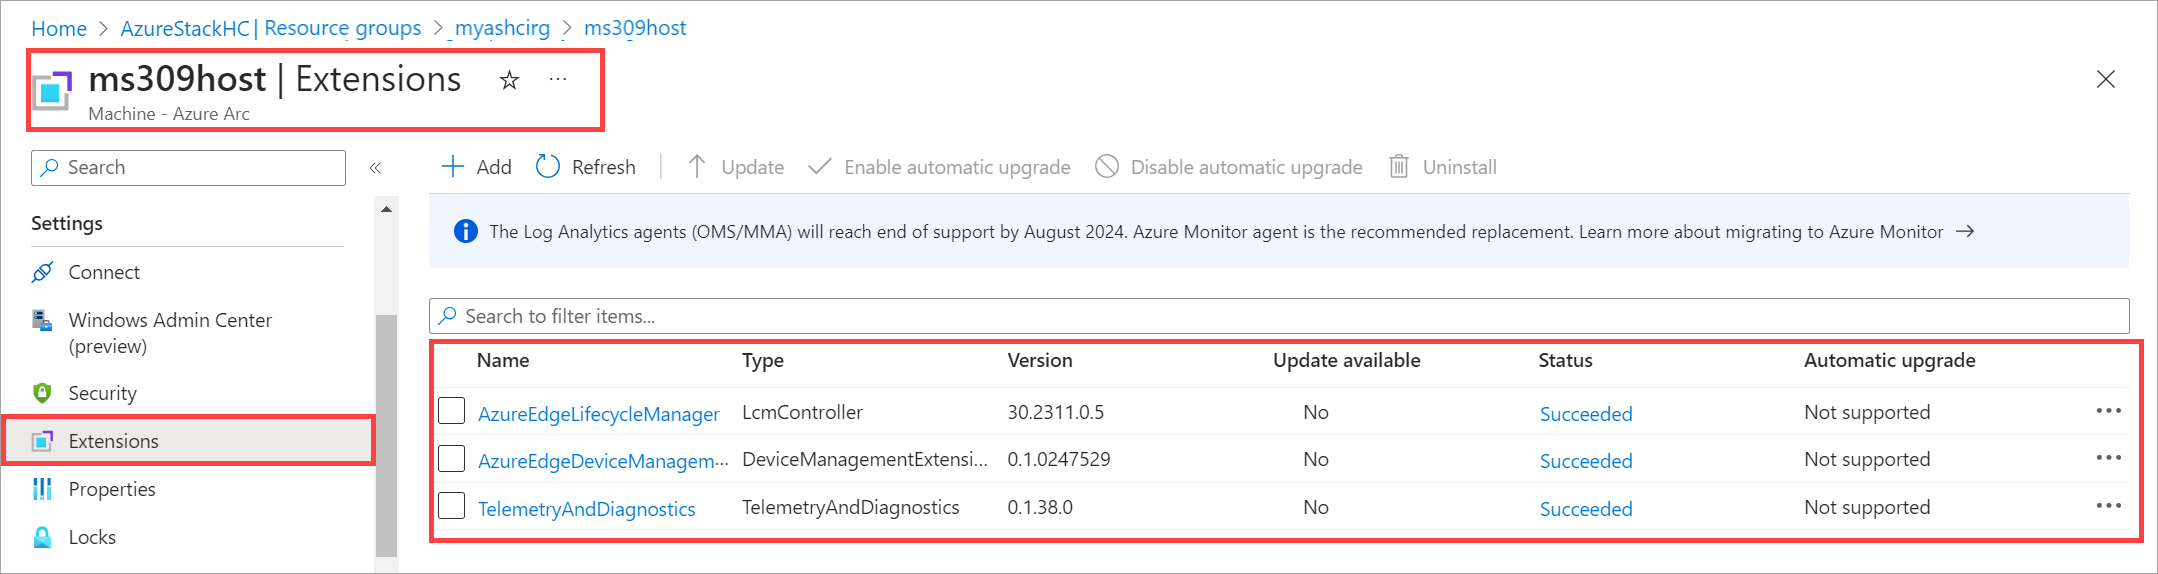 Home > AzureStackHC | Resource groups > myashcirg > ms309host
ms309host | Extensions ☆ ···
Machine - Azure Arc
Search «
Add Refresh | Update Enable automatic upgrade Disable automatic upgrade Uninstall
The Log Analytics agents (OMS/MMA) will reach end of support by August 2024. Azure Monitor agent is the recommended replacement. Learn more about migrating to Azure Monitor →
Settings
Connect
Windows Admin Center
(preview)
Security
Extensions
Properties
Locks
Search to filter items...
Name Type Version Update available Status Automatic upgrade
AzureEdgeLifecycleManager LcmController 30.2311.0.5 No Succeeded Not supported ···
AzureEdgeDeviceManagem··· DeviceManagementExtensi... 0.1.0247529 No Succeeded Not supported ···
TelemetryAndDiagnostics TelemetryAndDiagnostics 0.1.38.0 No Succeeded Not supported ···